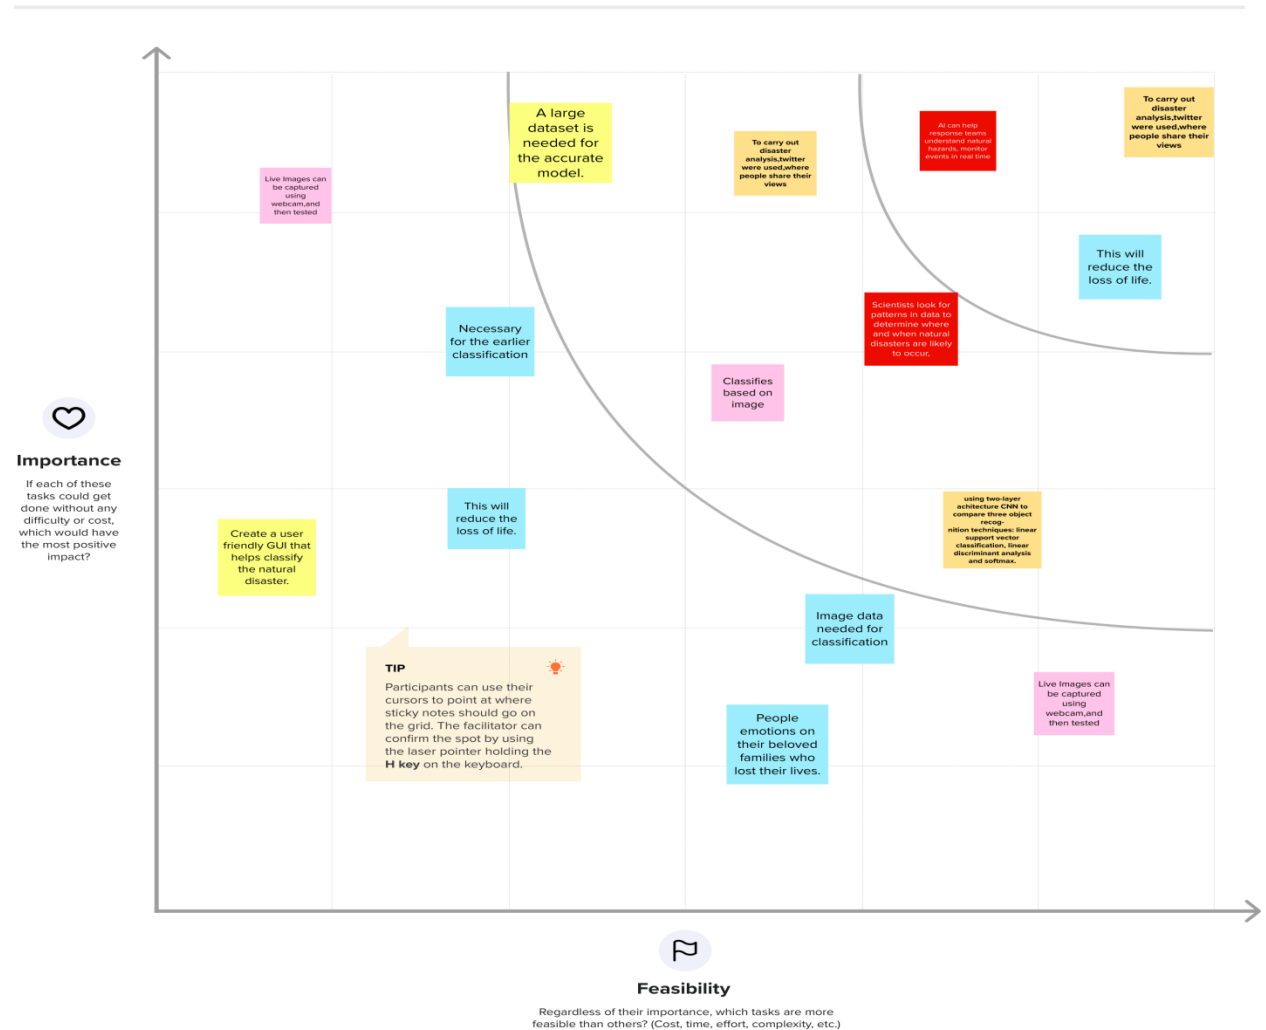 A large
dataset is
needed for
the accurate
model.
To carry out
disaster
analysis,twitter
were used,where
people share their
views
AI can help
response teams
understand natural
hazards, monitor
events in real time
To carry out
disaster
analysis,twitter
were used,where
people share their
views
Live Images can
be captured
using
webcam,and
then tested
This will
reduce the
loss of life.
Necessary
for the earlier
classification
Scientists look for
patterns in data to
determine where
and when natural
disasters are likely
to occur,
Classifies
based on
image
Importance
If each of these
tasks could get
done without any
difficulty or cost,
which would have
the most positive
impact?
Create a user
friendly GUI that
helps classify
the natural
disaster.
This will
reduce the
loss of life.
using two-layer
achitecture CNN to
compare three object
recog-
nition techniques: linear
support vector
classification, linear
discriminant analysis
and softmax.
Image data
needed for
classification
TIP
Participants can use their
cursors to point at where
sticky notes should go on
the grid. The facilitator can
confirm the spot by using
the laser pointer holding the
H key on the keyboard.
People
emotions on
their beloved
families who
lost their lives.
Live Images can
be captured
using
webcam,and
then tested
Feasibility
Regardless of their importance, which tasks are more
feasible than others? (Cost, time, effort, complexity, etc.)